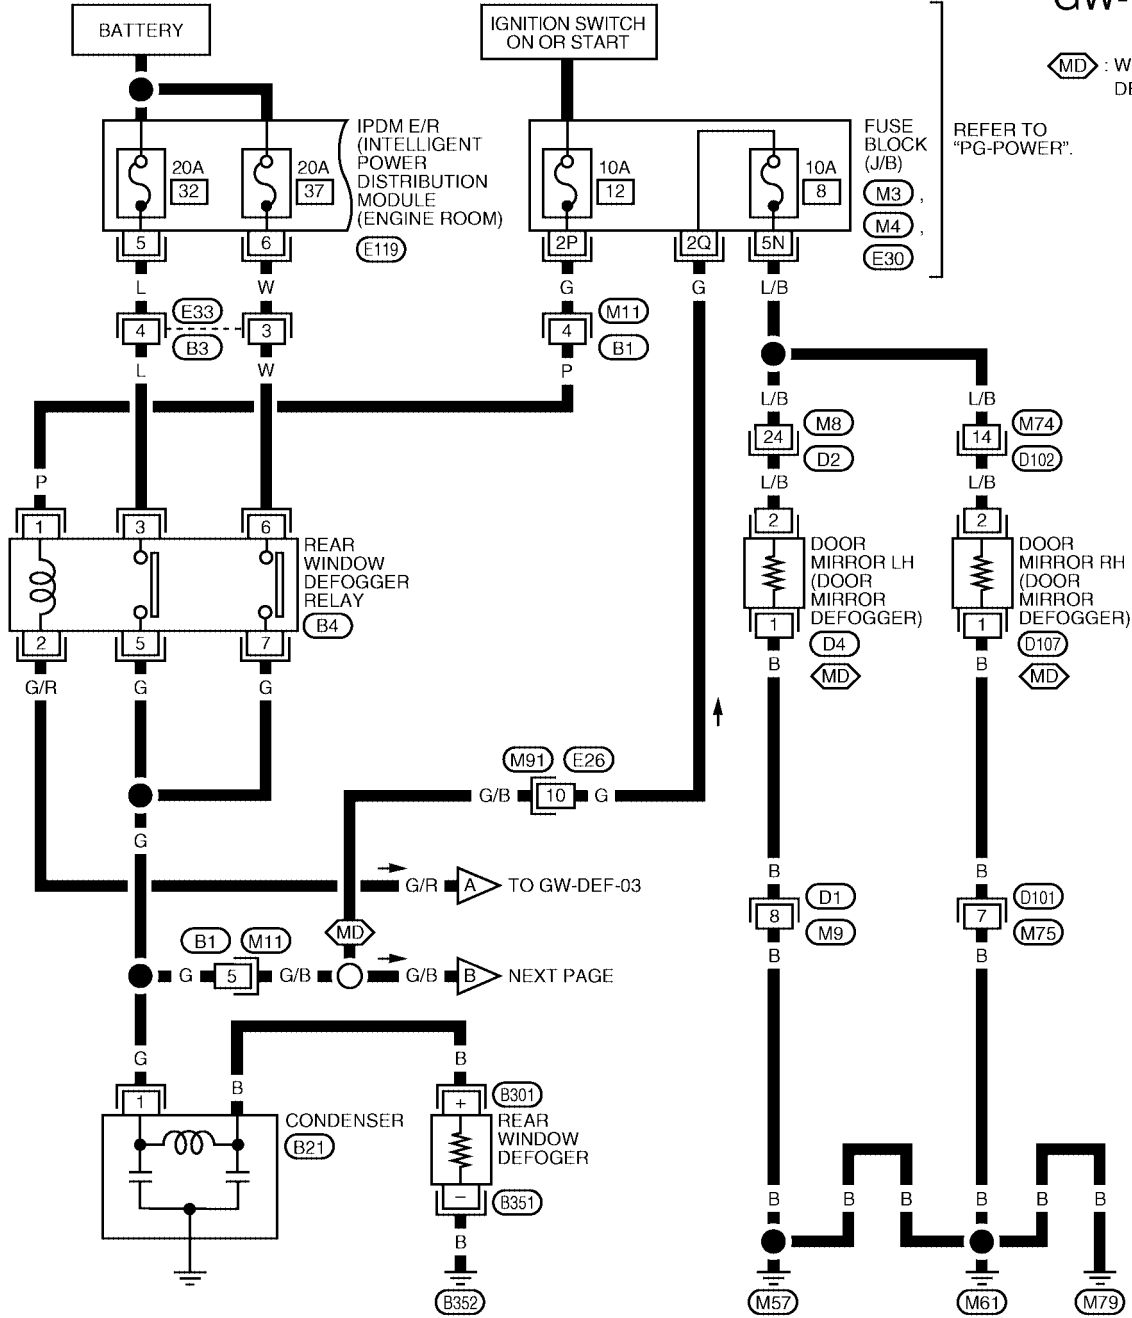 BATTERY
IGNITION SWITCH
ON OR START
GW-
MD : W
DE
IPDM E/R
(INTELLIGENT
POWER
DISTRIBUTION
MODULE
(ENGINE ROOM)
E119
20A
32
20A
37
10A
12
10A
8
FUSE
BLOCK
(J/B)
M3 ,
M4 ,
E30
REFER TO
"PG-POWER".
5 6 2P 2Q 5N
L W G G L/B
E33
4 3
B3
M11
4
B1
L W P
L/B L/B
24 M8
D2
14 M74
D102
L/B L/B
P
1 3 6
REAR
WINDOW
DEFOGGER
RELAY
B4
2 5 7
G/R G G
2
DOOR
MIRROR LH
(DOOR
MIRROR
DEFOGGER)
1
D4
MD
B
2
DOOR
MIRROR RH
(DOOR
MIRROR
DEFOGGER)
1
D107
MD
B
M91 E26
G/B 10 G
G
G/R A TO GW-DEF-03
B B
8 D1
M9
7 D101
M75
B B
MD
B1 M11
G 5 G/B G/B B NEXT PAGE
G B B
1
CONDENSER
B21
+ B301
REAR
WINDOW
DEFOGER
− B351
B
B352
B B B B B B
M57 M61 M79